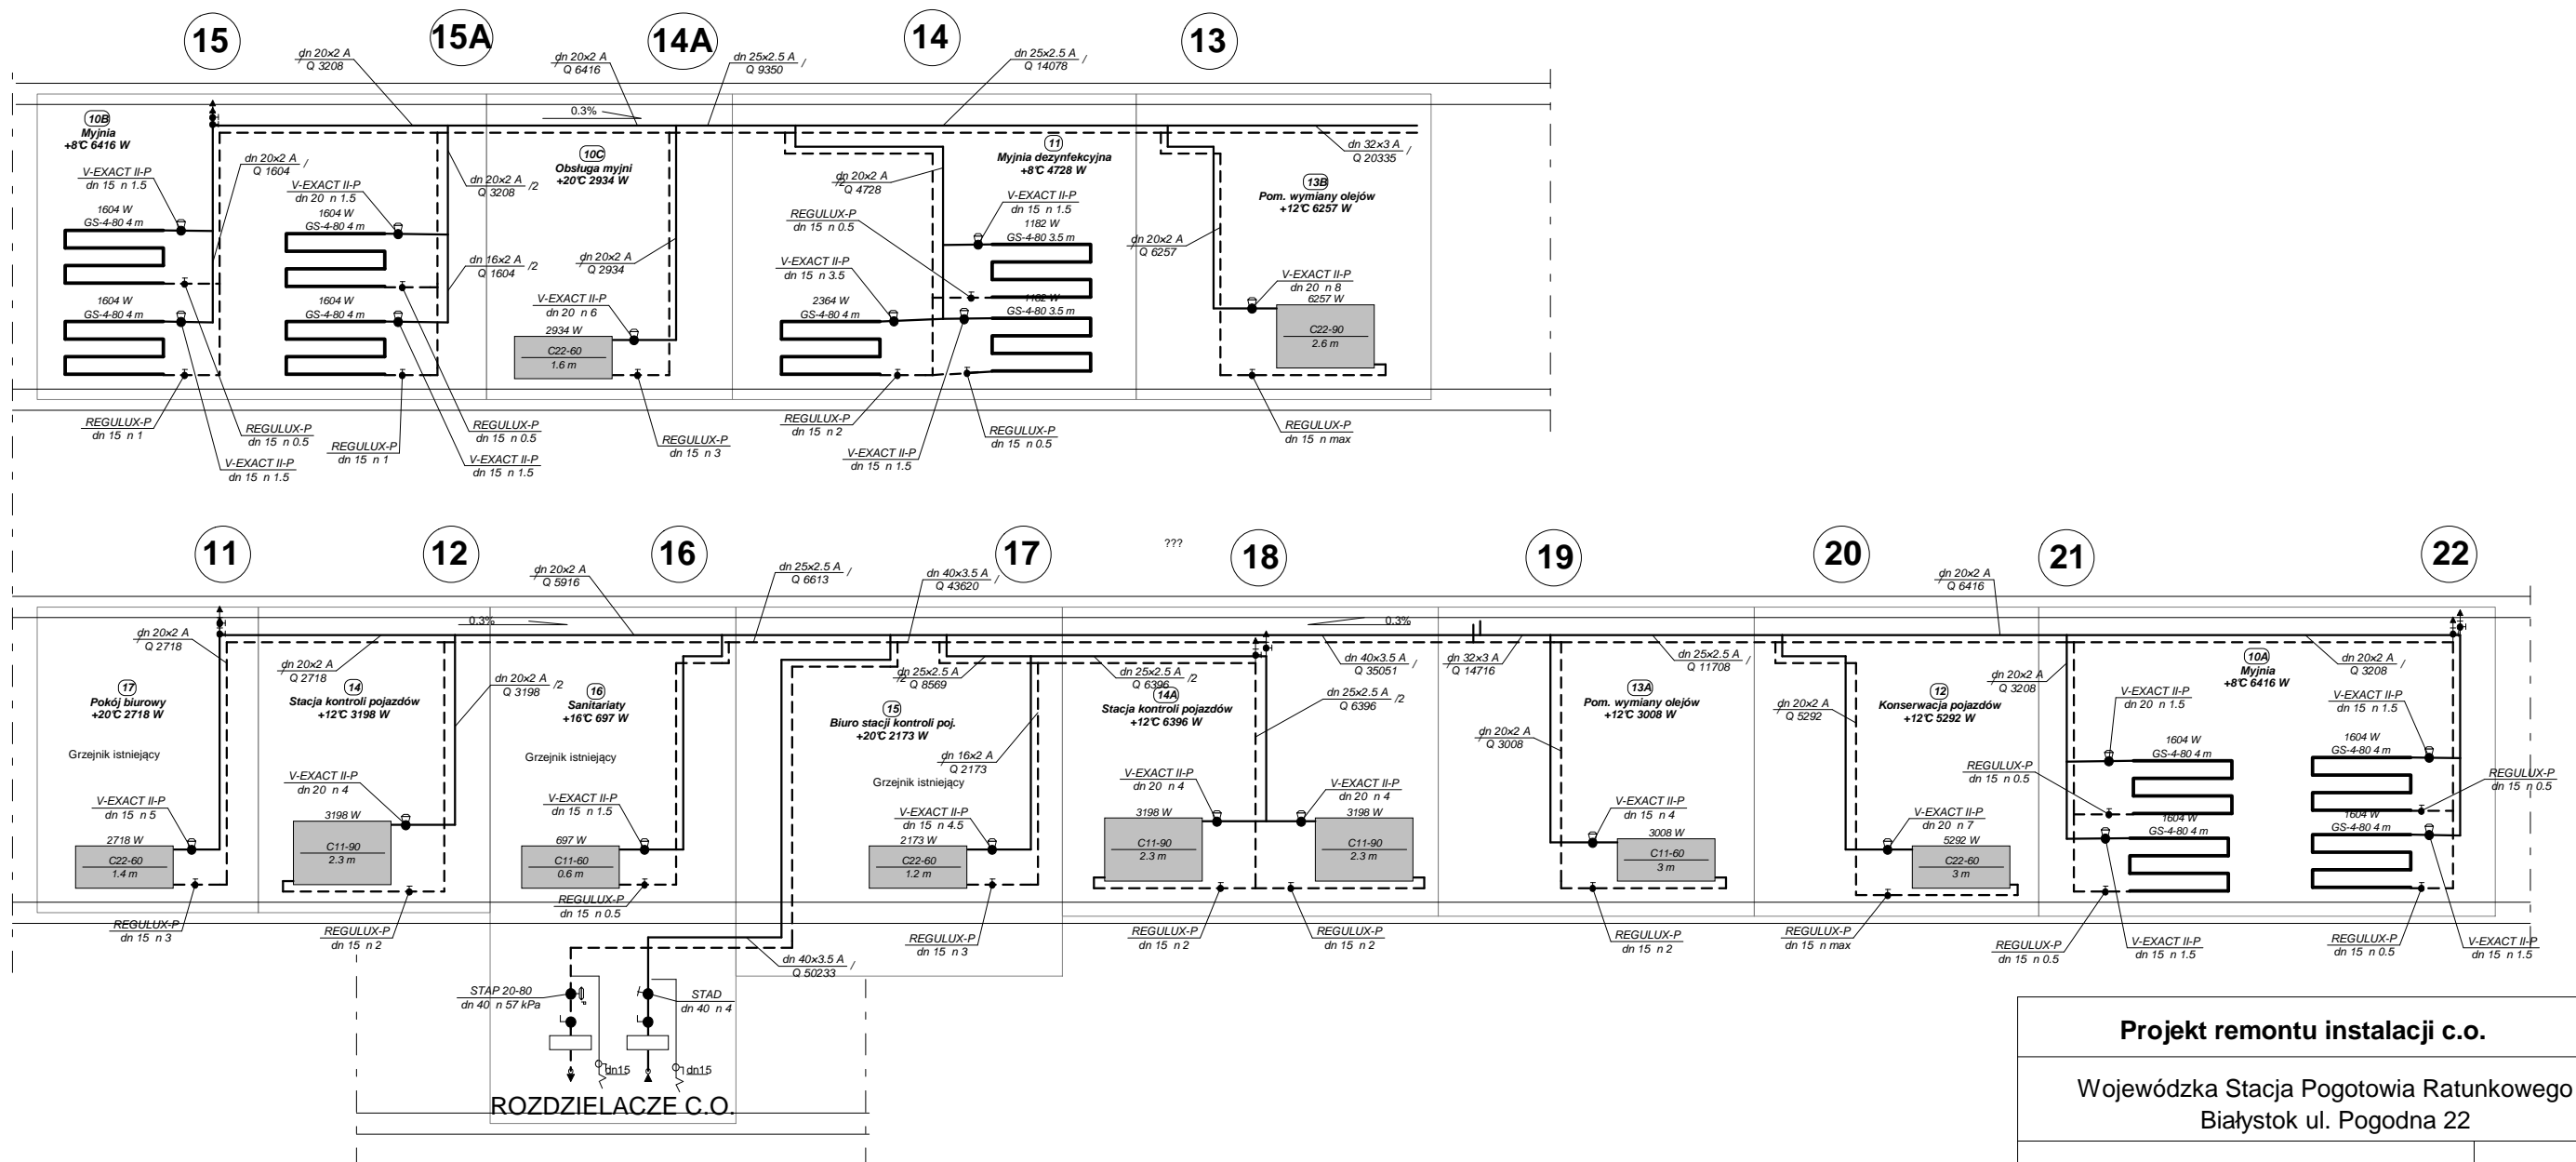 15
15A
14A
14
13
dn 20x2 A
Q 3208
dn 20x2 A
Q 6416
dn 25x2.5 A /
Q 9350
dn 25x2.5 A /
Q 14078
0.3%
10B
Myjnia
+8°C 6416 W
V-EXACT II-P
dn 15 n 1.5
dn 20x2 A /
Q 1604
1604 W
GS-4-80 4 m
1604 W
GS-4-80 4 m
V-EXACT II-P
dn 20 n 1.5
1604 W
GS-4-80 4 m
1604 W
GS-4-80 4 m
dn 20x2 A /2
Q 3208
dn 16x2 A /2
Q 1604
10C
Obsługa myjni
+20°C 2934 W
dn 20x2 A
Q 2934
V-EXACT II-P
dn 20 n 6
2934 W
C22-60
1.6 m
dn 20x2 A
/2 Q 4728
REGULUX-P
dn 15 n 0.5
V-EXACT II-P
dn 15 n 3.5
2364 W
GS-4-80 4 m
11
Myjnia dezynfekcyjna
+8°C 4728 W
V-EXACT II-P
dn 15 n 1.5
1182 W
GS-4-80 3.5 m
1182 W
GS-4-80 3.5 m
dn 32x3 A /
Q 20335
13B
Pom. wymiany olejów
+12°C 6257 W
dn 20x2 A
Q 6257
V-EXACT II-P
dn 20 n 8
6257 W
C22-90
2.6 m
REGULUX-P
dn 15 n 1
REGULUX-P
dn 15 n 0.5
V-EXACT II-P
dn 15 n 1.5
REGULUX-P
dn 15 n 1
REGULUX-P
dn 15 n 0.5
V-EXACT II-P
dn 15 n 1.5
REGULUX-P
dn 15 n 3
REGULUX-P
dn 15 n 2
V-EXACT II-P
dn 15 n 1.5
REGULUX-P
dn 15 n 0.5
REGULUX-P
dn 15 n max
11
12
16
17
???
18
19
20
21
22
dn 20x2 A
Q 5916
dn 25x2.5 A /
Q 6613
dn 40x3.5 A /
Q 43620
dn 20x2 A
Q 6416
0.3%
0.3%
dn 20x2 A
Q 2718
dn 20x2 A
Q 2718
17
Pokój biurowy
+20°C 2718 W
Grzejnik istniejący
V-EXACT II-P
dn 15 n 5
2718 W
C22-60
1.4 m
REGULUX-P
dn 15 n 3
14
Stacja kontroli pojazdów
+12°C 3198 W
dn 20x2 A /2
Q 3198
V-EXACT II-P
dn 20 n 4
3198 W
C11-90
2.3 m
REGULUX-P
dn 15 n 2
16
Sanitariaty
+16°C 697 W
Grzejnik istniejący
V-EXACT II-P
dn 15 n 1.5
697 W
C11-60
0.6 m
REGULUX-P
dn 15 n 0.5
dn 25x2.5 A
/2 Q 8569
15
Biuro stacji kontroli poj.
+20°C 2173 W
dn 16x2 A
Q 2173
Grzejnik istniejący
V-EXACT II-P
dn 15 n 4.5
2173 W
C22-60
1.2 m
REGULUX-P
dn 15 n 3
dn 40x3.5 A /
Q 50233
dn 25x2.5 A /2
Q 6396
14A
Stacja kontroli pojazdów
+12°C 6396 W
dn 40x3.5 A /
Q 35051
dn 25x2.5 A /2
Q 6396
V-EXACT II-P
dn 20 n 4
V-EXACT II-P
dn 20 n 4
3198 W
C11-90
2.3 m
3198 W
C11-90
2.3 m
REGULUX-P
dn 15 n 2
REGULUX-P
dn 15 n 2
dn 32x3 A
Q 14716
dn 25x2.5 A /
Q 11708
13A
Pom. wymiany olejów
+12°C 3008 W
dn 20x2 A
Q 3008
V-EXACT II-P
dn 15 n 4
3008 W
C11-60
3 m
REGULUX-P
dn 15 n 2
12
Konserwacja pojazdów
+12°C 5292 W
dn 20x2 A
Q 5292
V-EXACT II-P
dn 20 n 7
5292 W
C22-60
3 m
REGULUX-P
dn 15 n max
dn 20x2 A
Q 3208
10A
Myjnia
+8°C 6416 W
dn 20x2 A /
Q 3208
V-EXACT II-P
dn 20 n 1.5
V-EXACT II-P
dn 15 n 1.5
REGULUX-P
dn 15 n 0.5
1604 W
GS-4-80 4 m
1604 W
GS-4-80 4 m
1604 W
GS-4-80 4 m
1604 W
GS-4-80 4 m
REGULUX-P
dn 15 n 0.5
REGULUX-P
dn 15 n 0.5
V-EXACT II-P
dn 15 n 1.5
REGULUX-P
dn 15 n 0.5
V-EXACT II-P
dn 15 n 1.5
STAP 20-80
dn 40 n 57 kPa
STAD
dn 40 n 4
dn15
dn15
ROZDZIELACZE C.O.
Projekt remontu instalacji c.o.
Wojewódzka Stacja Pogotowia Ratunkowego
Białystok ul. Pogodna 22